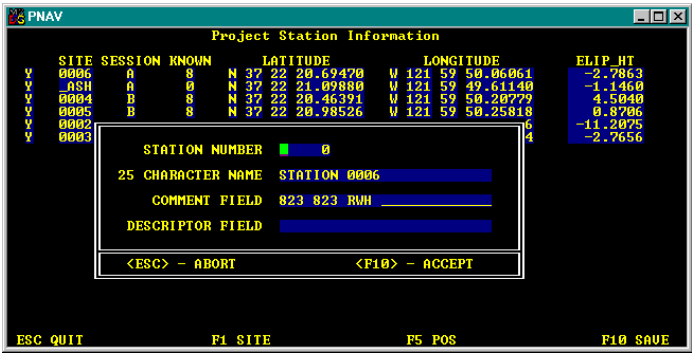 PNAV
Project Station Information
SITE SESSION KNOWN LATITUDE LONGITUDE ELIP_HT
Y 0006 A 8 N 37 22 20.69470 W 121 59 50.06061 -2.7863
Y _ASH A 0 N 37 22 21.09880 W 121 59 49.61140 -1.1460
Y 0004 B 8 N 37 22 20.46391 W 121 59 50.20779 4.5040
Y 0005 B 8 N 37 22 20.98526 W 121 59 50.25818 0.8706
Y 0002 6 -11.2075
Y 0003 4 -2.7656
STATION NUMBER 0
25 CHARACTER NAME STATION 0006
COMMENT FIELD 823 823 RWH
DESCRIPTOR FIELD
<ESC> - ABORT <F10> - ACCEPT
ESC QUIT F1 SITE F5 POS F10 SAVE